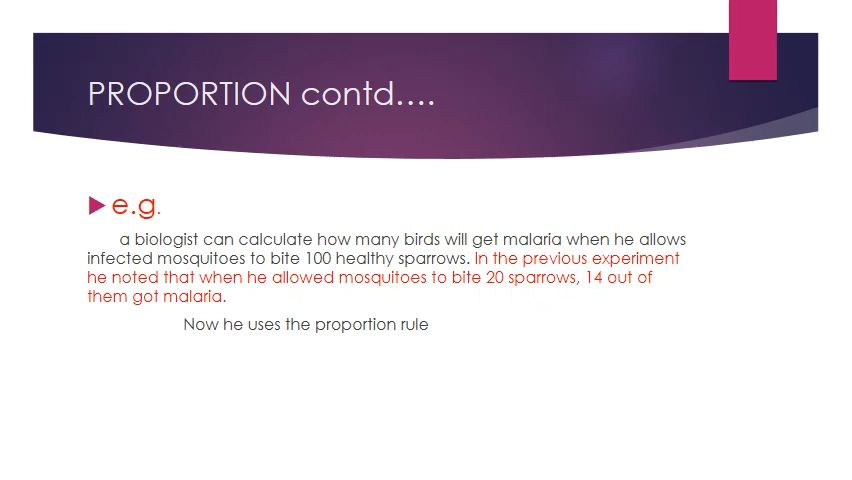 PROPORTION contd....
e.g.
a biologist can calculate how many birds will get malaria when he allows
infected mosquitoes to bite 100 healthy sparrows. In the previous experiment
he noted that when he allowed mosquitoes to bite 20 sparrows, 14 out of
them got malaria.
Now he uses the proportion rule